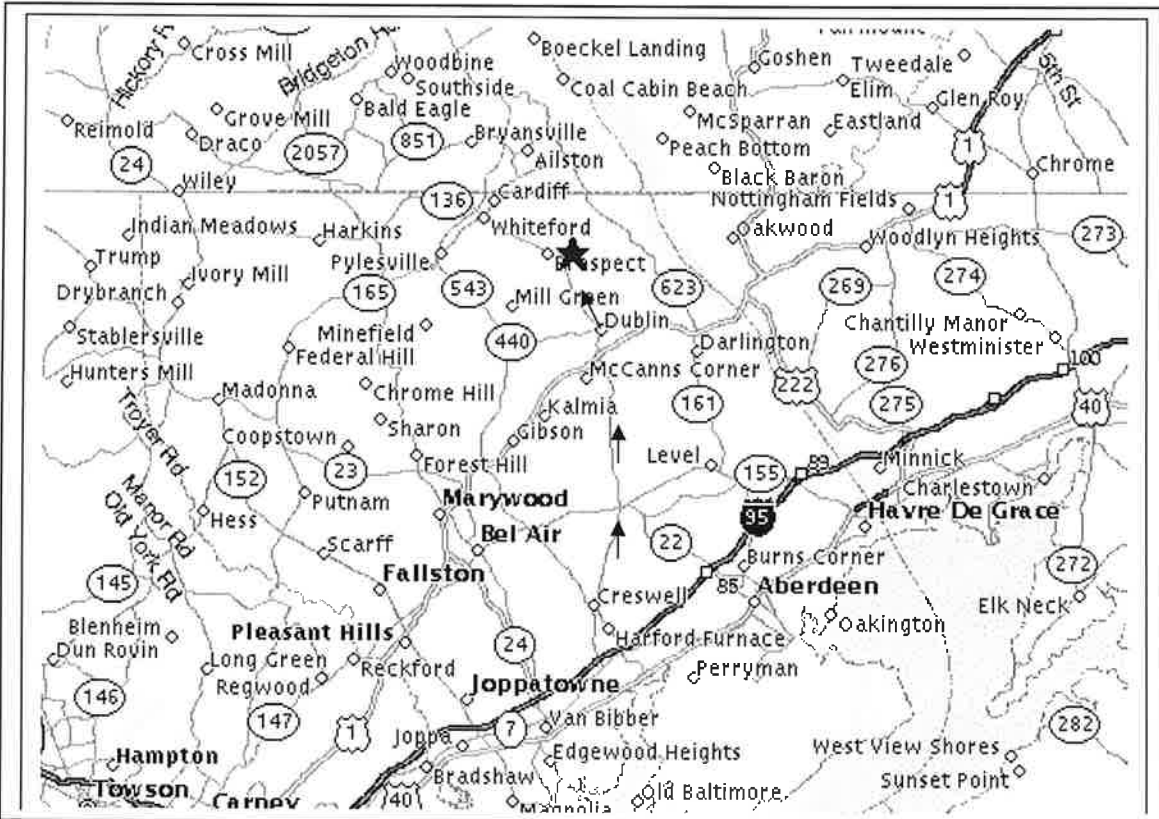 Cross Mill
Woodbine
Southside
Boeckel Landing
Goshen
Tweedale
5th St
Coal Cabin Beach
Elim
Glen Roy
Grove Mill
Bald Eagle
Reimold
Draco
2057
851
Bryansville
McSparran
Eastland
1
Ailston
Peach Bottom
24
Chrome
Wiley
Black Baron
136
Cardiff
Nottingham Fields
1
Whiteford
Indian Meadows
Harkins
akwood
Woodlyn Heights
273
Trump
Pylesville
Ivory Mill
165
543
623
269
274
Drybranch
Mill Green
Stablersville
Minefield
Dublin
Chantilly Manor
440
Darlington
Westminister
Federal Hill
276
100
Hunters Mill
McCanns Corner
Madonna
Chrome Hill
222
161
275
40
Troyer Rd
Kalmia
Sharon
Coopstown
Gibson
23
Forest Hill
Level
155
89
Minnick
152
Putnam
Marywood
Charlestown
Manor Rd
Old York Rd
Hess
95
Havre De Grace
Bel Air
22
Scarff
Burns Corner
272
145
Fallston
85
Aberdeen
Creswell
Elk Neck
Blenheim
Pleasant Hills
24
Harford Furnace
Oakington
Dun Rovin
Long Green
Reckford
Perryman
Regwood
146
Joppatowne
147
1
7
Van Bibber
282
Joppa
Hampton
Edgewood Heights
West View Shores
Bradshaw
Sunset Point
Towson
Carney
40
Magnolia
Old Baltimore